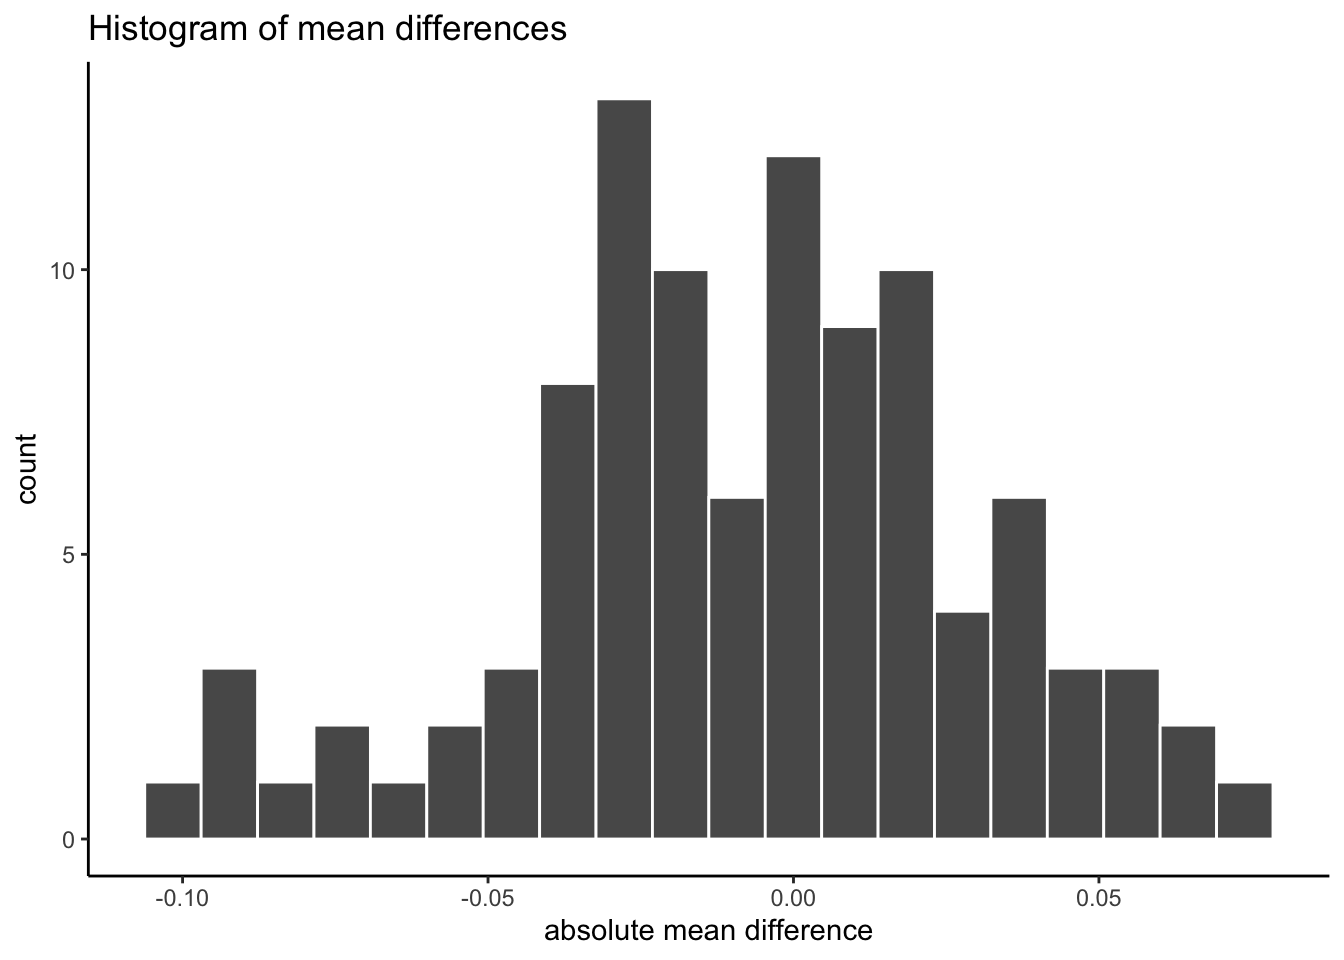 Histogram of mean differences
count
10
5
0
-0.10 -0.05 0.00 0.05
absolute mean difference